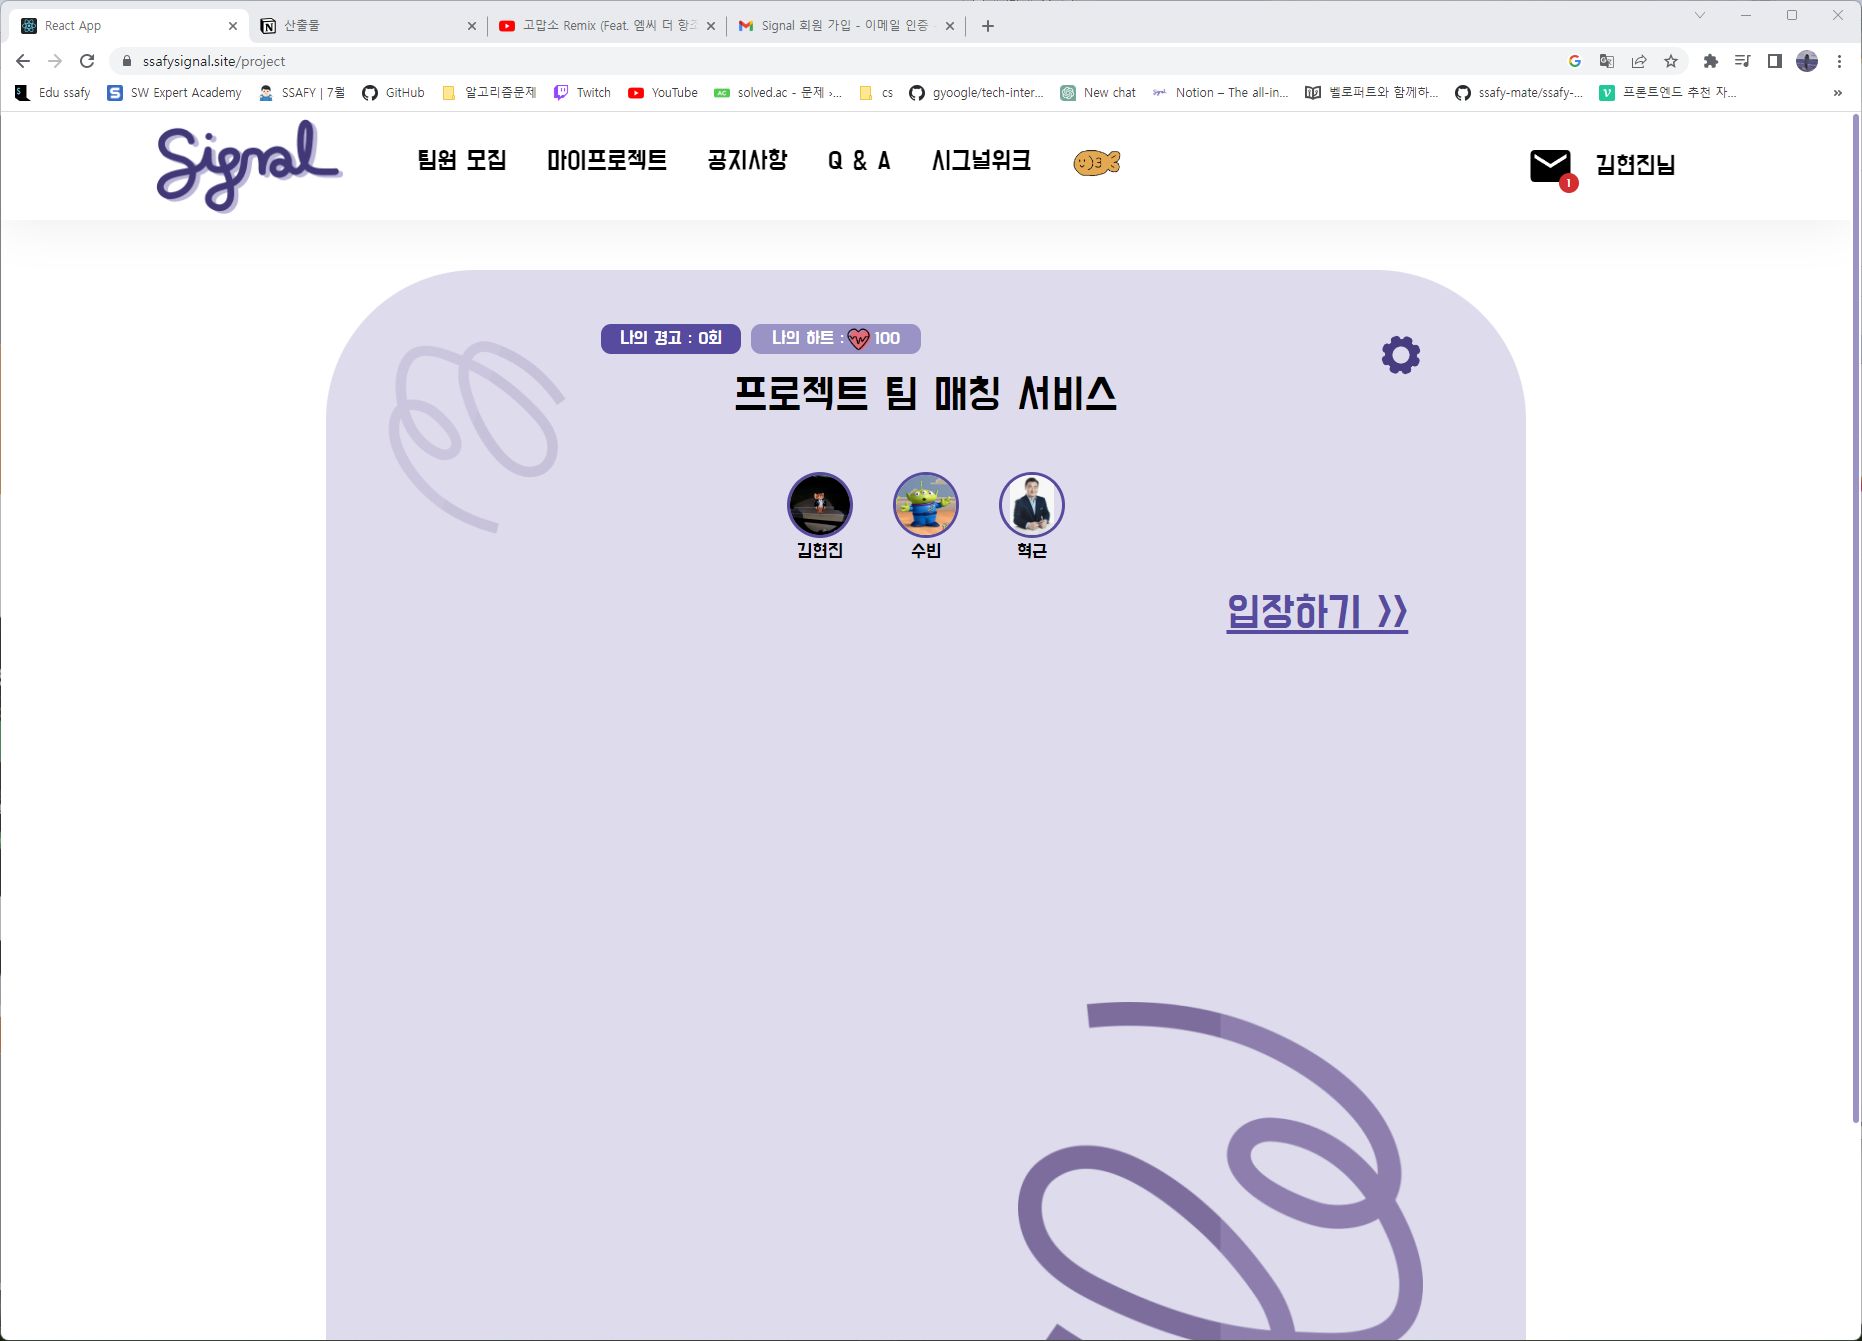 React App
산출물
고맙소 Remix (Feat. 엠씨 더 항
Signal 회원 가입 - 이메일 인증
ssafysignal.site/project
Edu ssafy
SW Expert Academy
SSAFY | 7월
GitHub
알고리즘문제
Twitch
YouTube
solved.ac - 문제 ›...
cs
gyoogle/tech-inter...
New chat
Notion – The all-in...
벨로퍼트와 함께하...
ssafy-mate/ssafy-...
프론트엔드 추천 자...
Signal
팀원 모집
마이프로젝트
공지사항
Q & A
시그널위크
1
김현진님
나의 경고 : 0회
나의 하트 : 100
프로젝트 팀 매칭 서비스
김현진
수빈
혁근
입장하기 >>